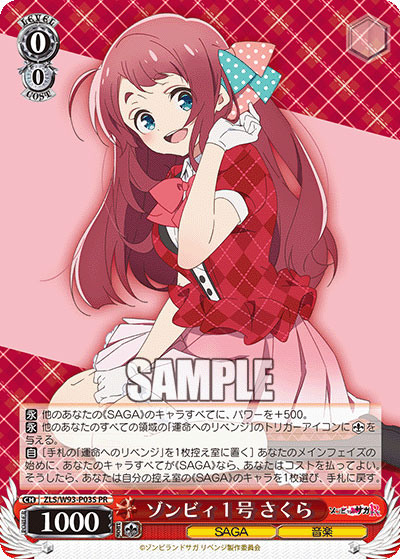 LEVEL
0
0
COST
SAMPLE
永 他のあなたの《SAGA》のキャラすべてに、パワーを+500。
永 他のあなたのすべての領域の「運命へのリベンジ」のトリガーアイコンに を
与える。
自 [手札の「運命へのリベンジ」を1枚控え室に置く] あなたのメインフェイズの
始めに、あなたのキャラすべてが《SAGA》なら、あなたはコストを払ってよい。
そうしたら、あなたは自分の控え室の《SAGA》のキャラを1枚選び、手札に戻す。
CH ZLS/W93-P03S PR
1000
ゾンビィ1号 さくら
ゾンビランドサガR
SAGA
音楽
©ゾンビランドサガ リベンジ製作委員会